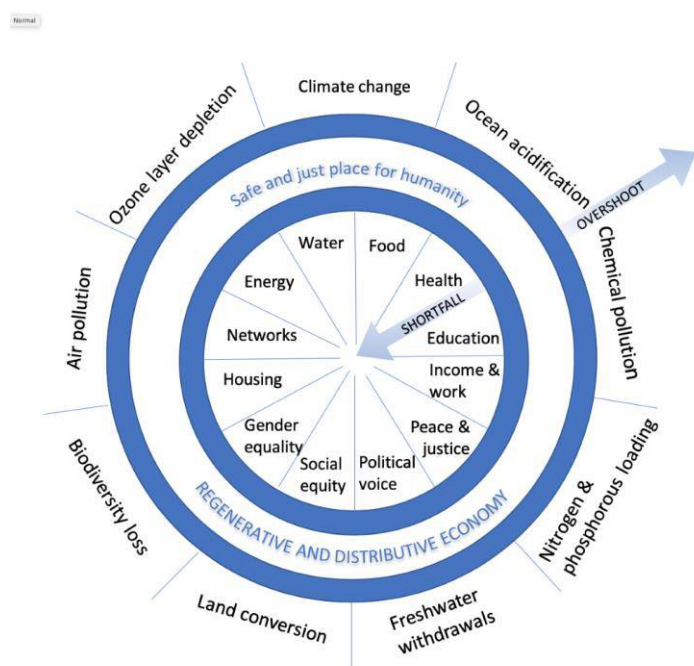 Normal
Climate change
Ocean acidification
OVERSHOOT
Chemical pollution
Nitrogen &
phosphorous loading
Freshwater
withdrawals
Land conversion
Biodiversity loss
Air pollution
Ozone layer depletion
Safe and just place for humanity
REGENERATIVE AND DISTRIBUTIVE ECONOMY
Water
Food
Health
SHORTFALL
Education
Income &
work
Peace &
justice
Political
voice
Social
equity
Gender
equality
Housing
Networks
Energy